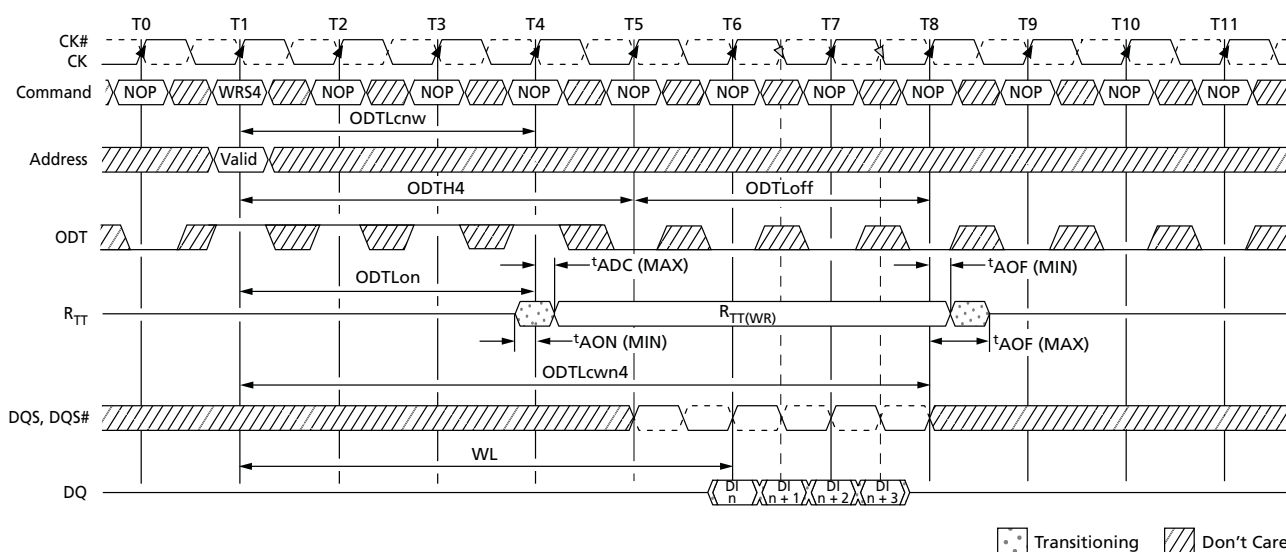 T0 T1 T2 T3 T4 T5 T6 T7 T8 T9 T10 T11
CK#
CK
Command NOP WRS4 NOP NOP NOP NOP NOP NOP NOP NOP NOP NOP
ODTLcnw
Address Valid
ODTH4 ODTLoff
ODT
tADC (MAX) tAOF (MIN)
ODTLon
RTT RTT(WR)
tAON (MIN) tAOF (MAX)
ODTLcwn4
DQS, DQS#
WL
DQ DI n DI n + 1 DI n + 2 DI n + 3
Transitioning Don't Care